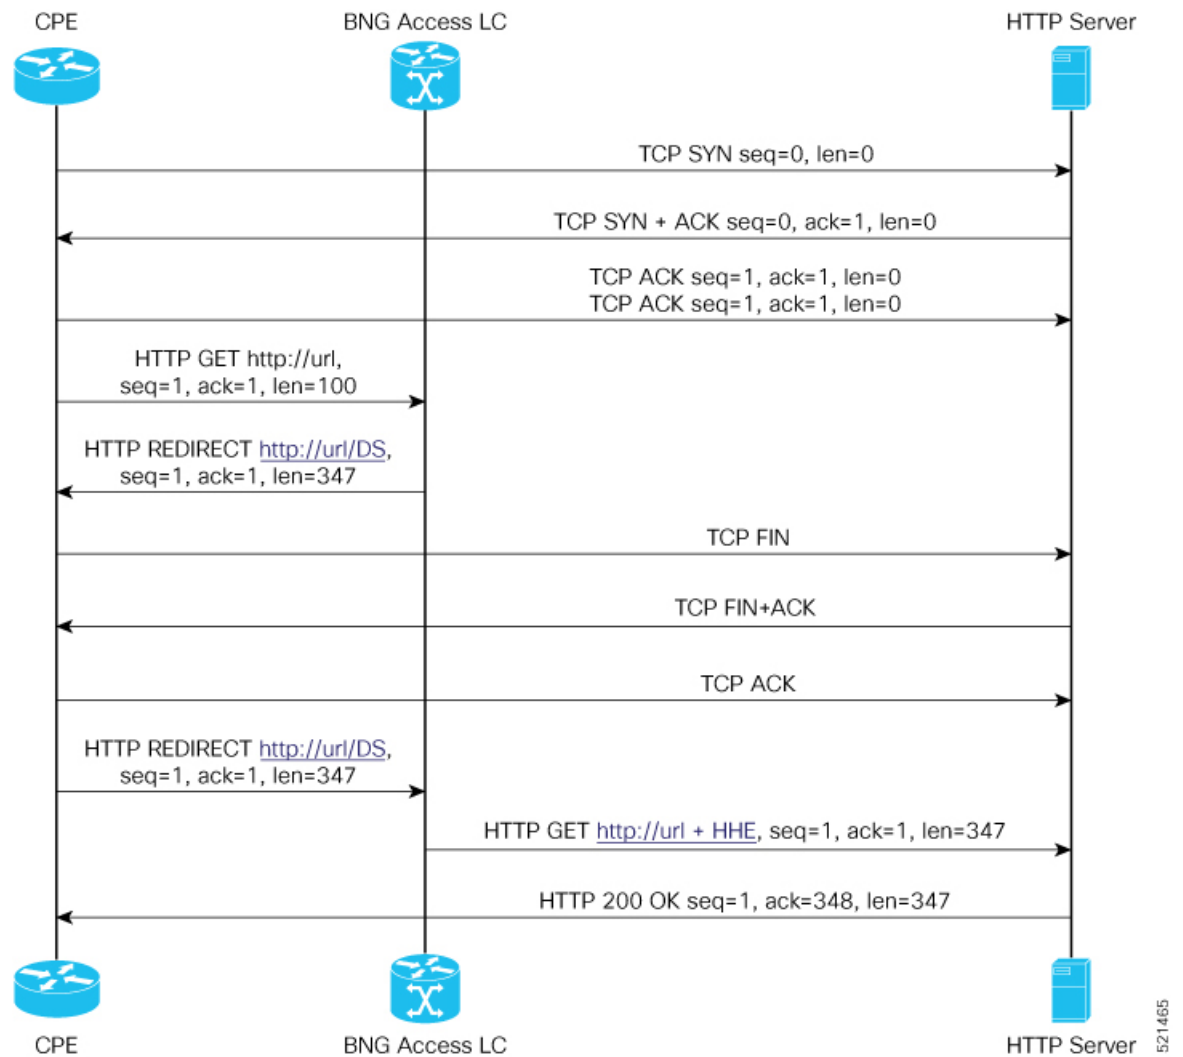 CPE
BNG Access LC
HTTP Server
TCP SYN seq=0, len=0
TCP SYN + ACK seq=0, ack=1, len=0
TCP ACK seq=1, ack=1, len=0
TCP ACK seq=1, ack=1, len=0
HTTP GET http://url,
seq=1, ack=1, len=100
HTTP REDIRECT http://url/DS,
seq=1, ack=1, len=347
TCP FIN
TCP FIN+ACK
TCP ACK
HTTP REDIRECT http://url/DS,
seq=1, ack=1, len=347
HTTP GET http://url + HHE, seq=1, ack=1, len=347
HTTP 200 OK seq=1, ack=348, len=347
CPE
BNG Access LC
HTTP Server
521465